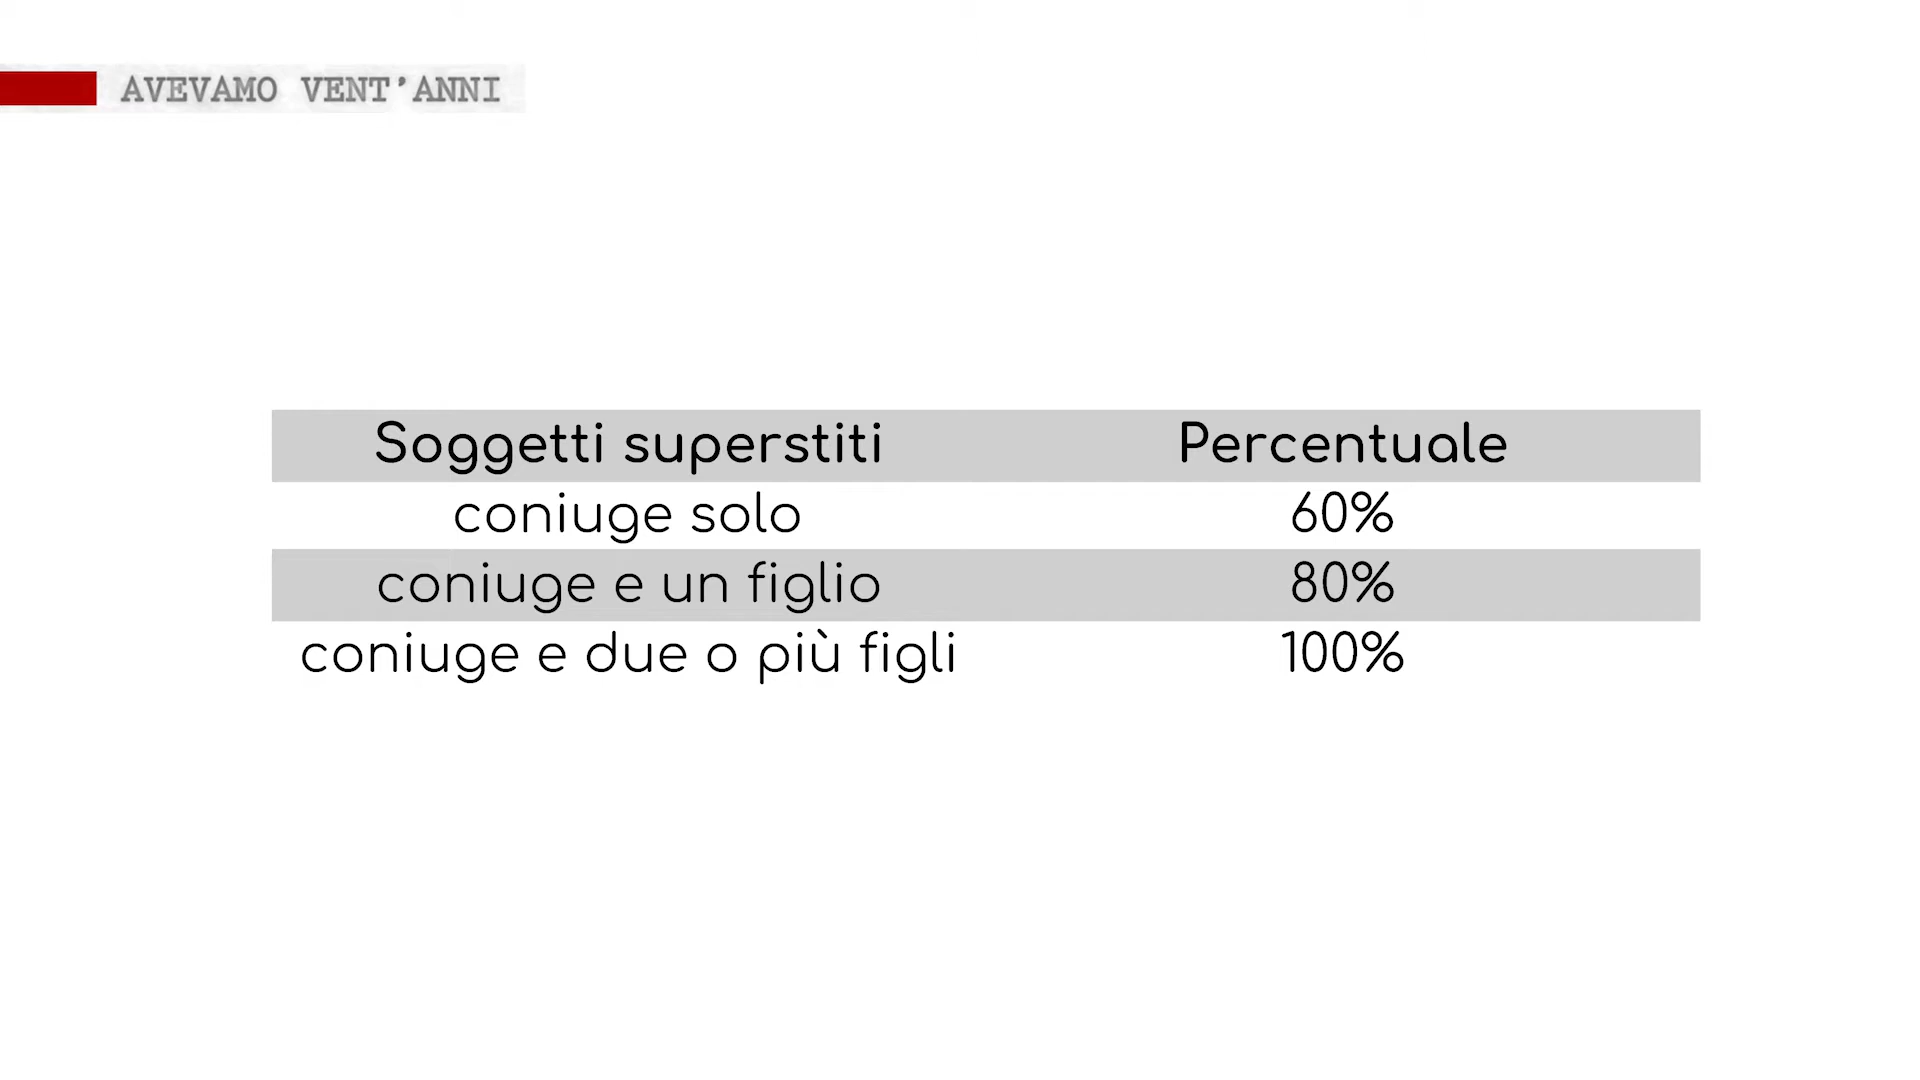 AVEVAMO VENT'ANNI
Soggetti superstiti Percentuale
coniuge solo 60%
coniuge e un figlio 80%
coniuge e due o più figli 100%